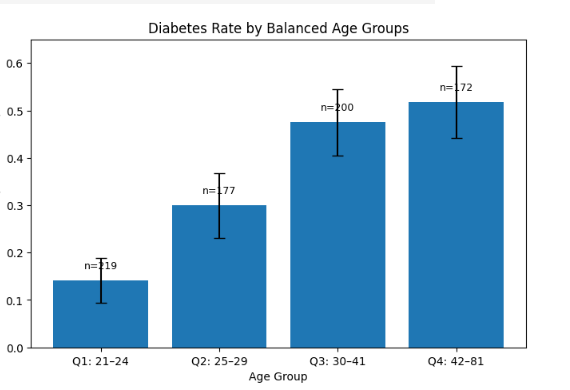 Diabetes Rate by Balanced Age Groups
0.6
0.5
0.4
0.3
0.2
0.1
0.0
n=219
n=177
n=200
n=172
Q1: 21–24
Q2: 25–29
Q3: 30–41
Q4: 42–81
Age Group